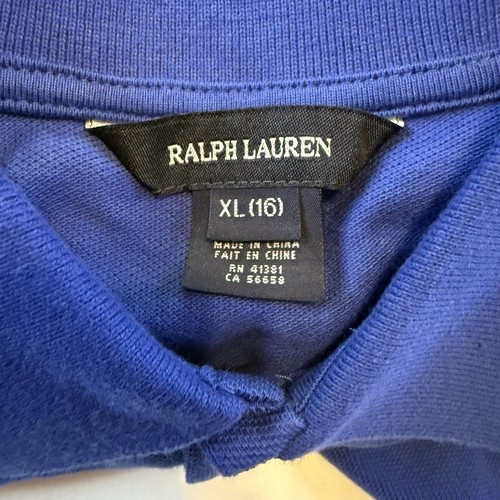 RALPH LAUREN
XL (16)
MADE IN CHINA
FAIT EN CHINE
RN 41381
CA 56658